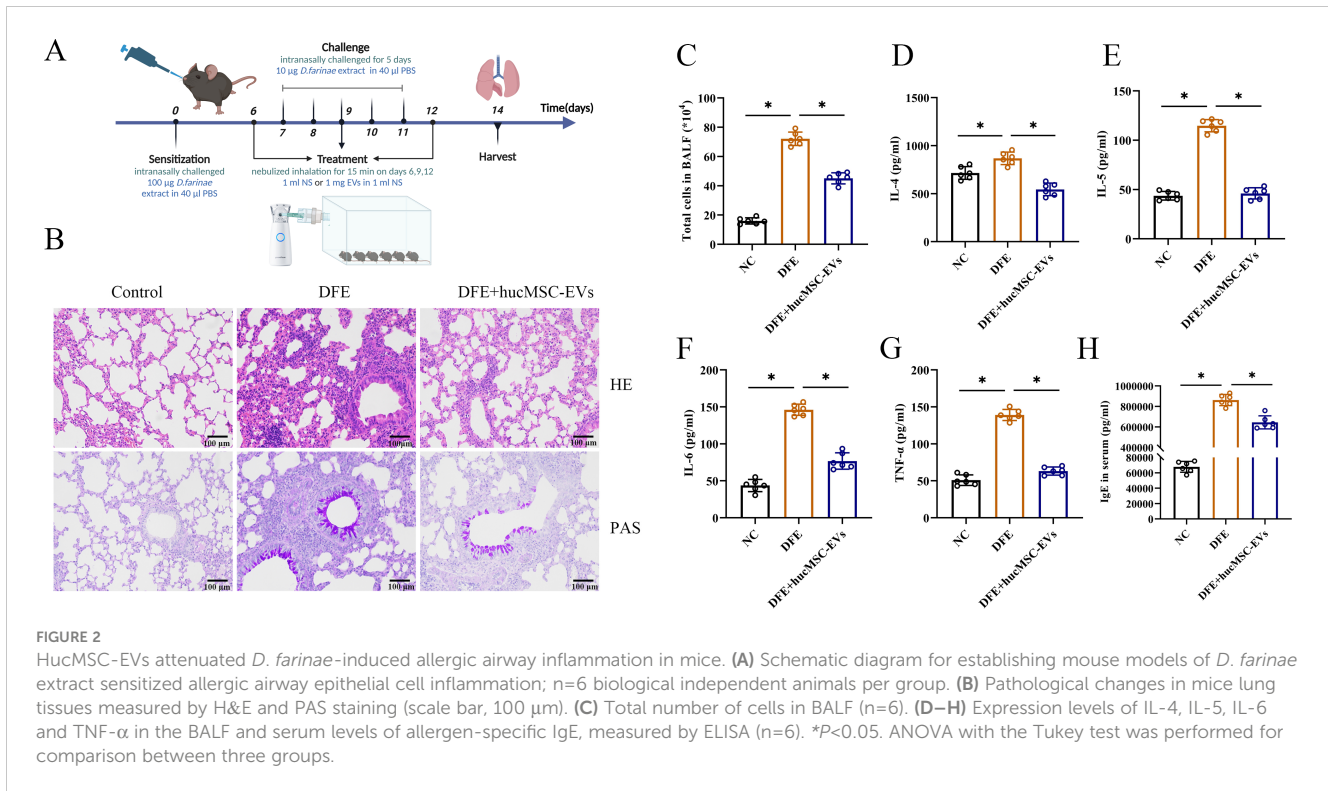 A
Challenge
intranasally challenged for 5 days
10 μg D.farinae extract in 40 μl PBS
0
6
9
12
14
Time(days)
7
8
10
11
Sensitization
intranasally challenged
100 μg D.farinae
extract in 40 μl PBS
Treatment
nebulized inhalation for 15 min on days 6,9,12
1 ml NS or 1 mg EVs in 1 ml NS
Harvest
B
Control
DFE
DFE+hucMSC-EVs
HE
100 μm
100 μm
100 μm
PAS
100 μm
100 μm
100 μm
C
Total cells in BALF (*10⁴)
100
80
60
40
20
0
* *
NC
DFE
DFE+hucMSC-EVs
D
IL-4 (pg/ml)
1500
1000
500
0
* *
NC
DFE
DFE+hucMSC-EVs
E
IL-5 (pg/ml)
150
100
50
0
* *
NC
DFE
DFE+hucMSC-EVs
F
IL-6 (pg/ml)
200
150
100
50
0
* *
NC
DFE
DFE+hucMSC-EVs
G
TNF-α (pg/ml)
200
150
100
50
0
* *
NC
DFE
DFE+hucMSC-EVs
H
IgE in serum (pg/ml)
1000000
800000
600000
400000
80000
60000
40000
20000
0
* *
NC
DFE
DFE+hucMSC-EVs
FIGURE 2
HucMSC-EVs attenuated D. farinae-induced allergic airway inflammation in mice. (A) Schematic diagram for establishing mouse models of D. farinae
extract sensitized allergic airway epithelial cell inflammation; n=6 biological independent animals per group. (B) Pathological changes in mice lung
tissues measured by H&E and PAS staining (scale bar, 100 μm). (C) Total number of cells in BALF (n=6). (D–H) Expression levels of IL-4, IL-5, IL-6
and TNF-α in the BALF and serum levels of allergen-specific IgE, measured by ELISA (n=6). *P<0.05. ANOVA with the Tukey test was performed for
comparison between three groups.